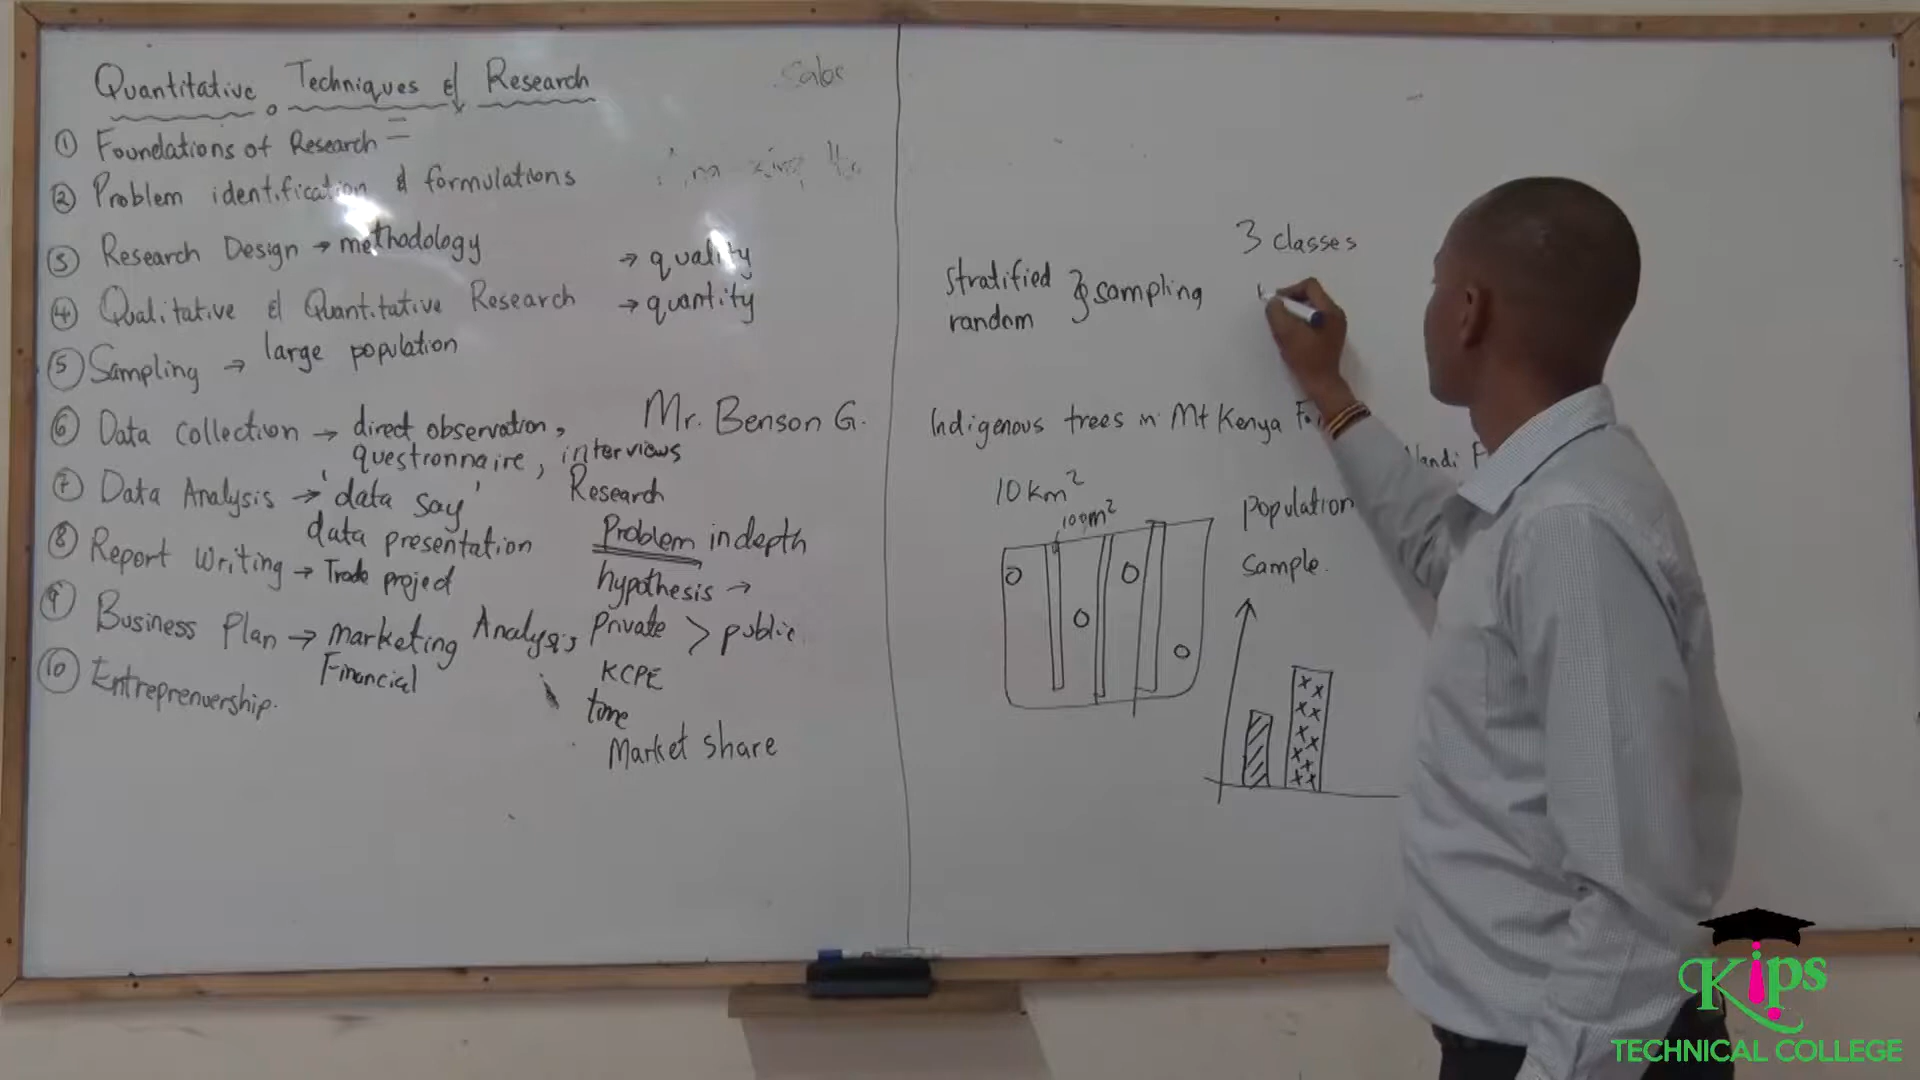 Quantitative Techniques & Research
① Foundations of Research
② Problem identification & formulations
③ Research Design → methodology → quality
④ Qualitative & Quantitative Research → quantity
⑤ Sampling → large population
⑥ Data Collection → direct observation,
questionnaire, interviews
Mr. Benson G.
⑦ Data Analysis → 'data say'
data presentation
⑧ Report Writing → Trade project
⑨ Business Plan → marketing Analysis,
Financial
⑩ Entreprenuership.
Research
Problem indepth
hypothesis →
Private > public
KCPE
time
Market share
3 classes
Stratified
random
} sampling
Indigenous trees in Mt Kenya
10 km²
100m²
population
sample.
Kips
TECHNICAL COLLEGE